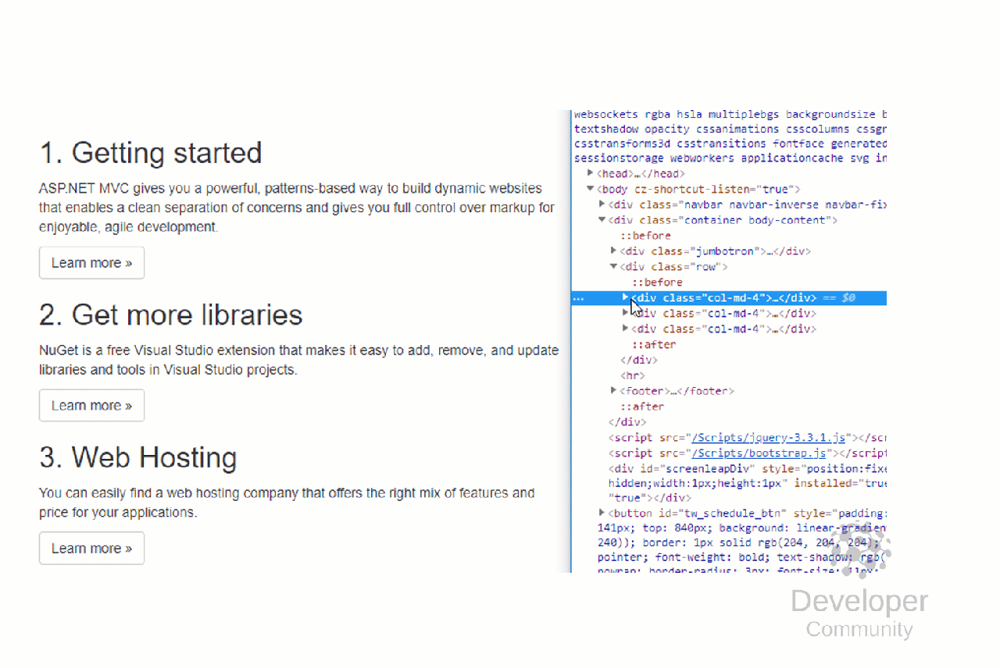 1. Getting started
ASP.NET MVC gives you a powerful, patterns-based way to build dynamic websites
that enables a clean separation of concerns and gives you full control over markup for
enjoyable, agile development.
Learn more »
2. Get more libraries
NuGet is a free Visual Studio extension that makes it easy to add, remove, and update
libraries and tools in Visual Studio projects.
Learn more »
3. Web Hosting
You can easily find a web hosting company that offers the right mix of features and
price for your applications.
Learn more »
websockets rgba hsla multiplebgs backgroundsize b
textshadow opacity cssanimations csscolumns cssgr
csstransforms3d csstransitions fontface generated
sessionstorage webworkers applicationcache svg in
<head>…</head>
<body cz-shortcut-listen="true">
<div class="navbar navbar-inverse navbar-fix
<div class="container body-content">
::before
<div class="jumbotron">…</div>
<div class="row">
::before
... <div class="col-md-4">…</div> == $0
<div class="col-md-4">…</div>
<div class="col-md-4">…</div>
::after
</div>
<hr>
<footer>…</footer>
::after
</div>
<script src="/Scripts/jquery-3.3.1.js"></scr
<script src="/Scripts/bootstrap.js"></script
<div id="screenleapDiv" style="position:fixe
hidden;width:1px;height:1px" installed="true
"true"></div>
<button id="tw_schedule_btn" style="padding:
141px; top: 840px; background: linear-gradien
240)); border: 1px solid rgb(204, 204, 204);
pointer; font-weight: bold; text-shadow: rgb(
nowrap; border-radius: 3px; font-size: 11px;
Developer
Community